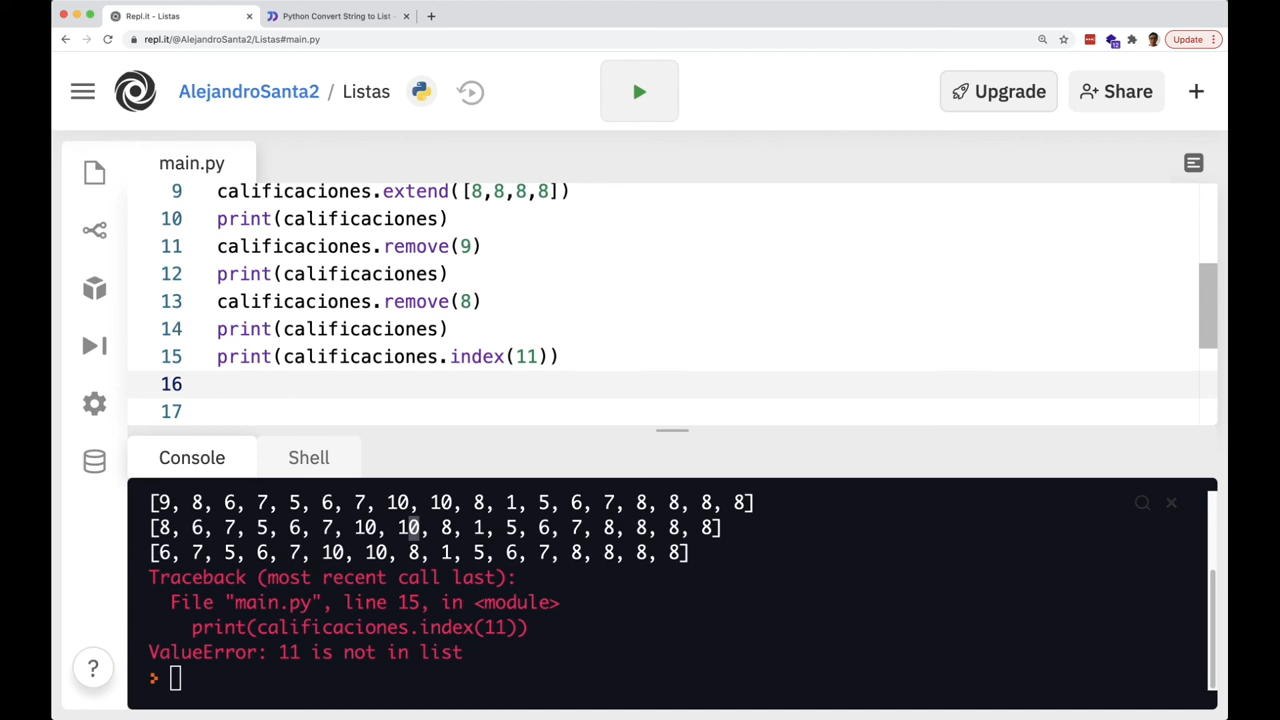 Repl.it - Listas
Python Convert String to List -
repl.it/@AlejandroSanta2/Listas#main.py
12
Update
AlejandroSanta2 / Listas
Upgrade
Share
main.py
9 calificaciones.extend([8,8,8,8])
10 print(calificaciones)
11 calificaciones.remove(9)
12 print(calificaciones)
13 calificaciones.remove(8)
14 print(calificaciones)
15 print(calificaciones.index(11))
16
17
Console
Shell
[9, 8, 6, 7, 5, 6, 7, 10, 10, 8, 1, 5, 6, 7, 8, 8, 8, 8]
[8, 6, 7, 5, 6, 7, 10, 10, 8, 1, 5, 6, 7, 8, 8, 8, 8]
[6, 7, 5, 6, 7, 10, 10, 8, 1, 5, 6, 7, 8, 8, 8, 8]
Traceback (most recent call last):
File "main.py", line 15, in <module>
print(calificaciones.index(11))
ValueError: 11 is not in list
?